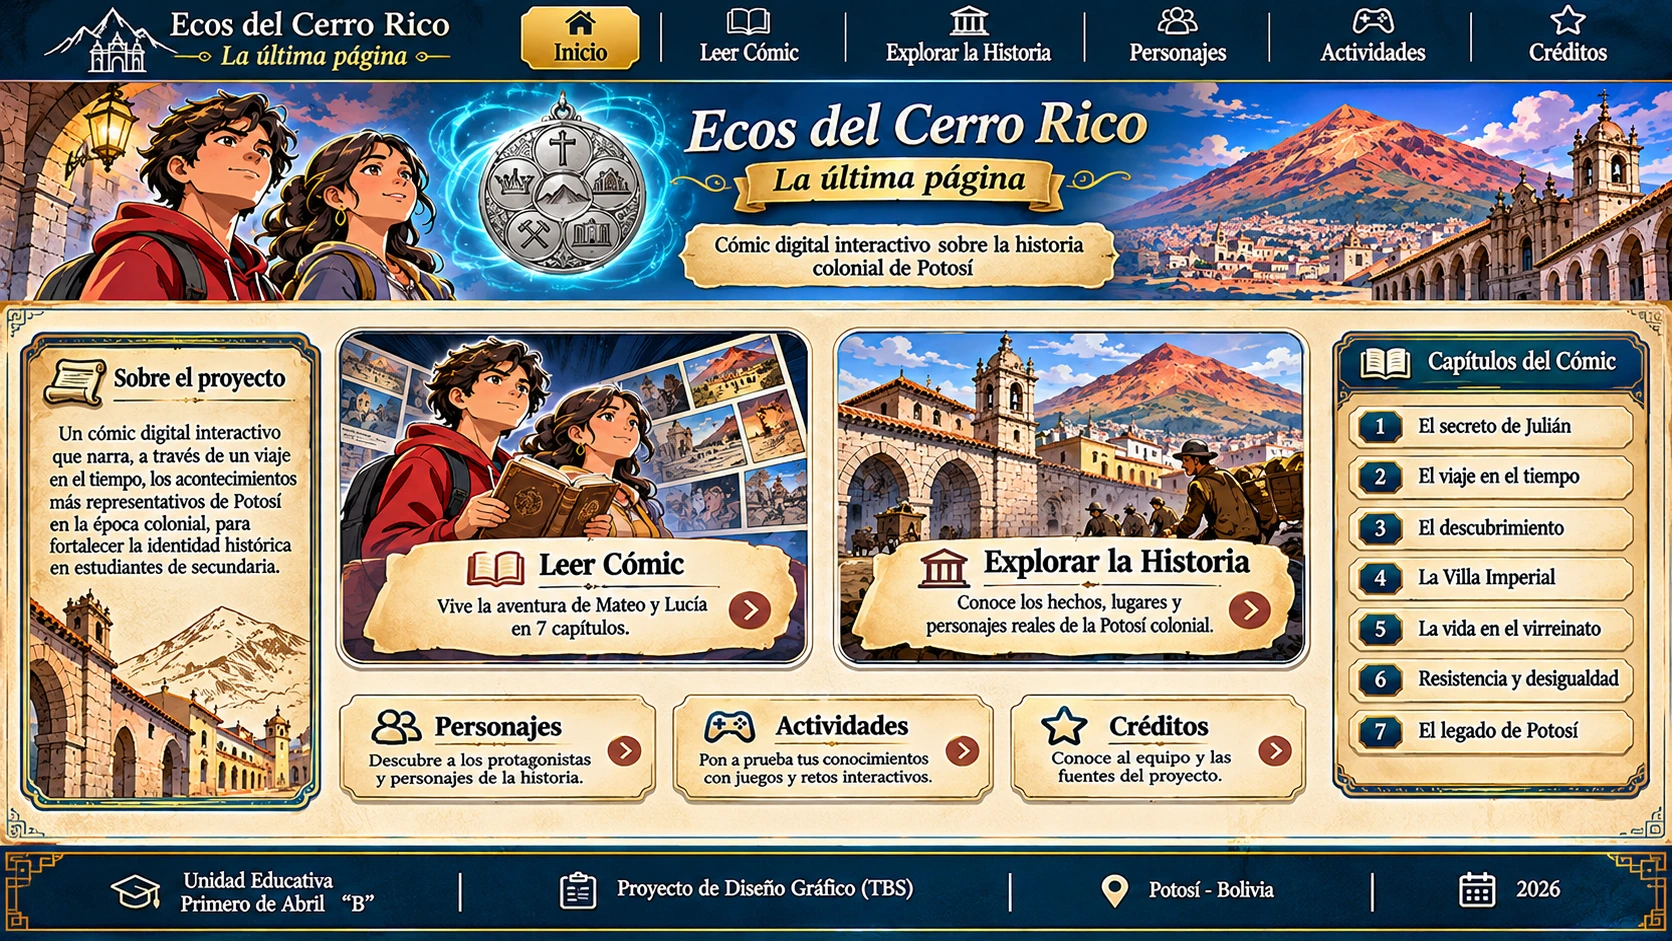 Ecos del Cerro Rico
La última página
Inicio
Leer Cómic
Explorar la Historia
Personajes
Actividades
Créditos
Ecos del Cerro Rico
La última página
Cómic digital interactivo sobre la historia
colonial de Potosí
Sobre el proyecto
Un cómic digital interactivo
que narra, a través de un viaje
en el tiempo, los acontecimientos
más representativos de Potosí
en la época colonial, para
fortalecer la identidad histórica
en estudiantes de secundaria.
Leer Cómic
Vive la aventura de Mateo y Lucía
en 7 capítulos.
Explorar la Historia
Conoce los hechos, lugares y
personajes reales de la Potosí colonial.
Personajes
Descubre a los protagonistas
y personajes de la historia.
Actividades
Pon a prueba tus conocimientos
con juegos y retos interactivos.
Créditos
Conoce al equipo y las
fuentes del proyecto.
Capítulos del Cómic
1 El secreto de Julián
2 El viaje en el tiempo
3 El descubrimiento
4 La Villa Imperial
5 La vida en el virreinato
6 Resistencia y desigualdad
7 El legado de Potosí
Unidad Educativa
Primero de Abril "B"
Proyecto de Diseño Gráfico (TBS)
Potosí - Bolivia
2026